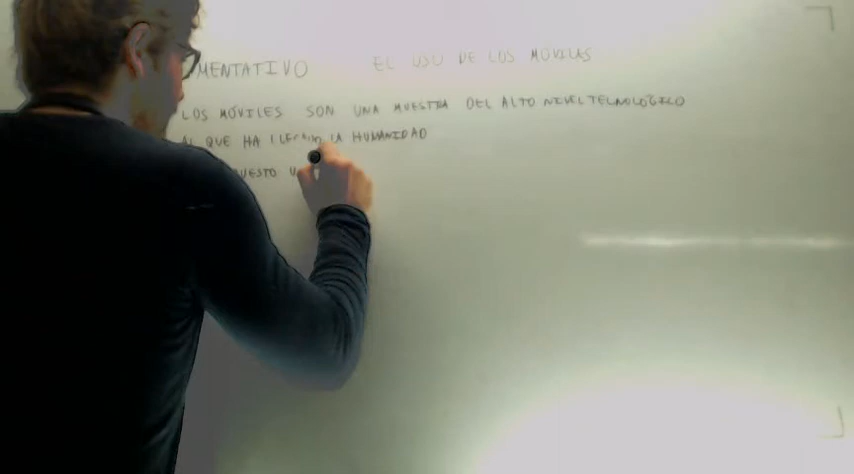 MENTATIVO EL USO DE LOS MÓVILES
LOS MÓVILES SON UNA MUESTRA DEL ALTO NIVEL TECNOLÓGICO
AL QUE HA LLEGADO LA HUMANIDAD
UESTO U